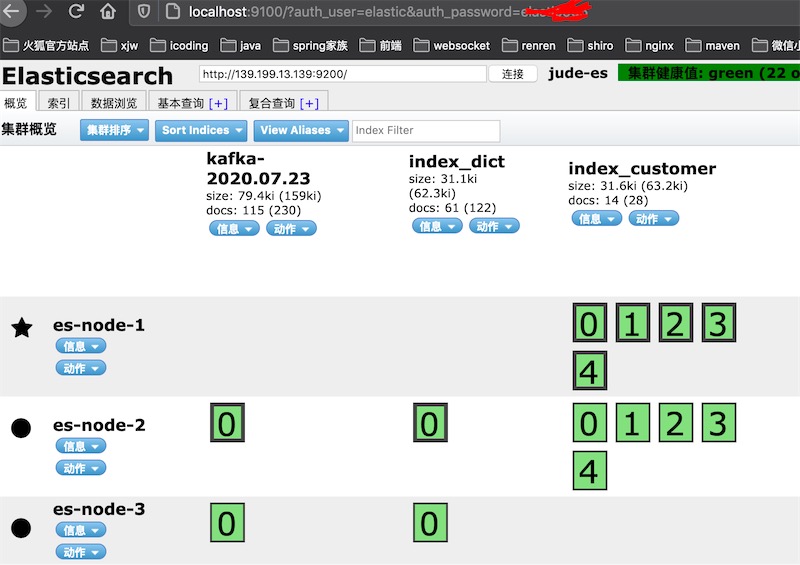 localhost:9100/?auth_user=elastic&auth_password=
火狐官方站点 xjw icoding java spring家族 前端 websocket renren shiro nginx maven 微信小
Elasticsearch http://139.199.13.139:9200/ 连接 jude-es 集群健康值: green (22 o
概览 索引 数据浏览 基本查询 [+] 复合查询 [+]
集群概览 集群排序 Sort Indices View Aliases Index Filter
kafka-
2020.07.23
size: 79.4ki (159ki)
docs: 115 (230)
信息 动作
index_dict
size: 31.1ki
(62.3ki)
docs: 61 (122)
信息 动作
index_customer
size: 31.6ki (63.2ki)
docs: 14 (28)
信息 动作
es-node-1
信息
动作
0 1 2 3
4
es-node-2
信息
动作
0 0 0 1 2 3
4
es-node-3
信息
动作
0 0